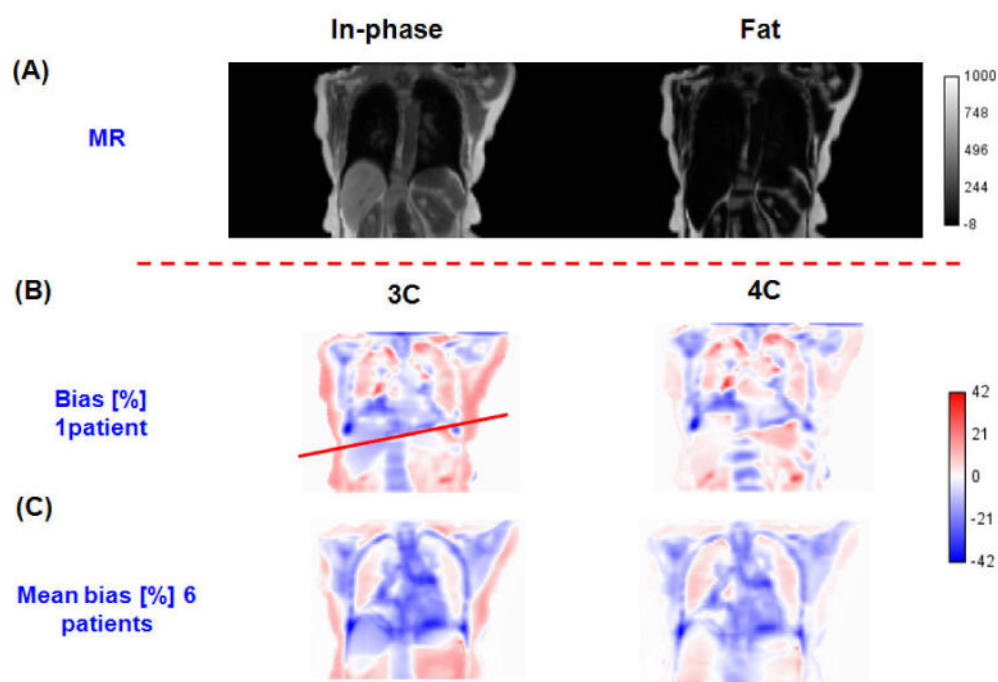 In-phase
Fat
(A)
MR
1000
748
496
244
-8
(B)
3C
4C
Bias [%]
1patient
42
21
0
-21
-42
(C)
Mean bias [%] 6
patients